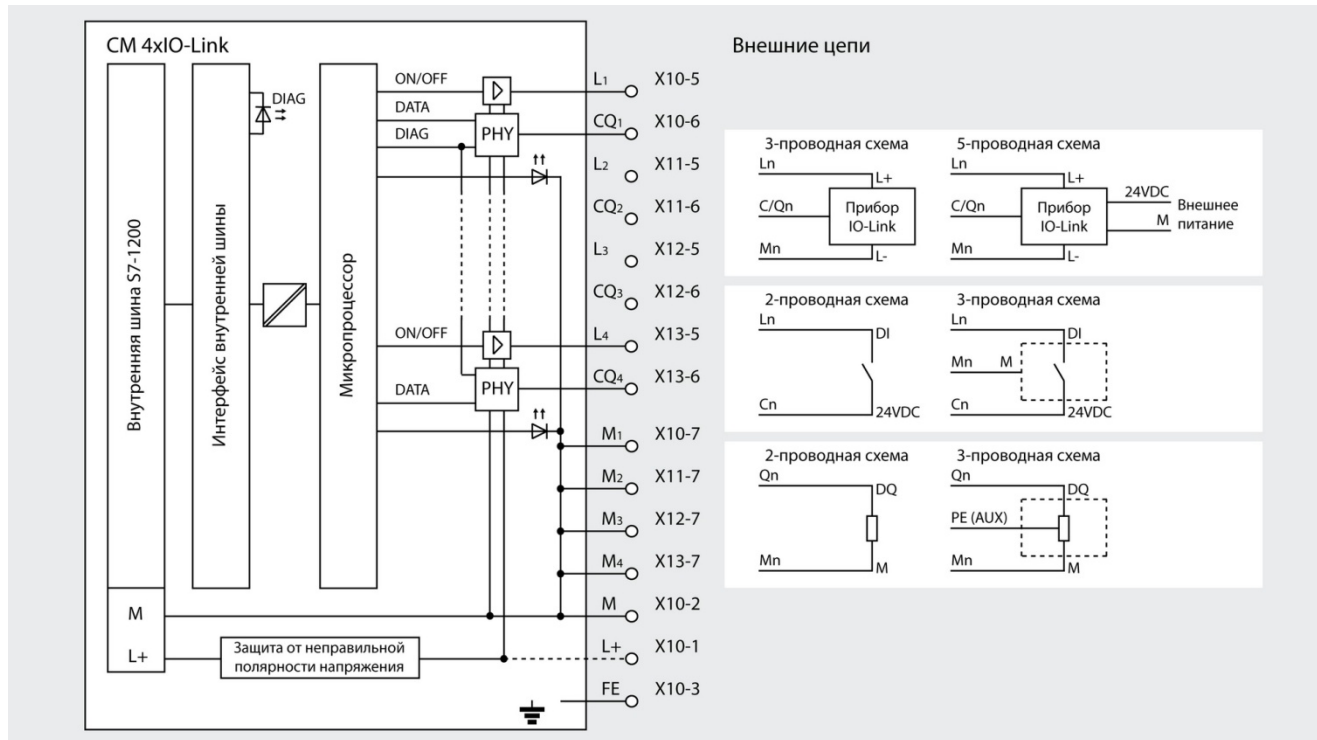 CM 4xIO-Link
Внешние цепи
Внутренняя шина S7-1200
Интерфейс внутренней шины
DIAG
Микропроцессор
ON/OFF
DATA
DIAG
PHY
ON/OFF
DATA
PHY
M
L+
Защита от неправильной
полярности напряжения
L1 X10-5
CQ1 X10-6
L2 X11-5
CQ2 X11-6
L3 X12-5
CQ3 X12-6
L4 X13-5
CQ4 X13-6
M1 X10-7
M2 X11-7
M3 X12-7
M4 X13-7
M X10-2
L+ X10-1
FE X10-3
3-проводная схема
Ln
L+
C/Qn
Прибор
IO-Link
Mn
L-
5-проводная схема
Ln
L+
C/Qn
Прибор
IO-Link
Mn
L-
24VDC
M
Внешнее
питание
2-проводная схема
Ln
DI
Cn
24VDC
3-проводная схема
Ln
DI
Mn M
Cn
24VDC
2-проводная схема
Qn
DQ
Mn
M
3-проводная схема
Qn
DQ
PE (AUX)
Mn
M